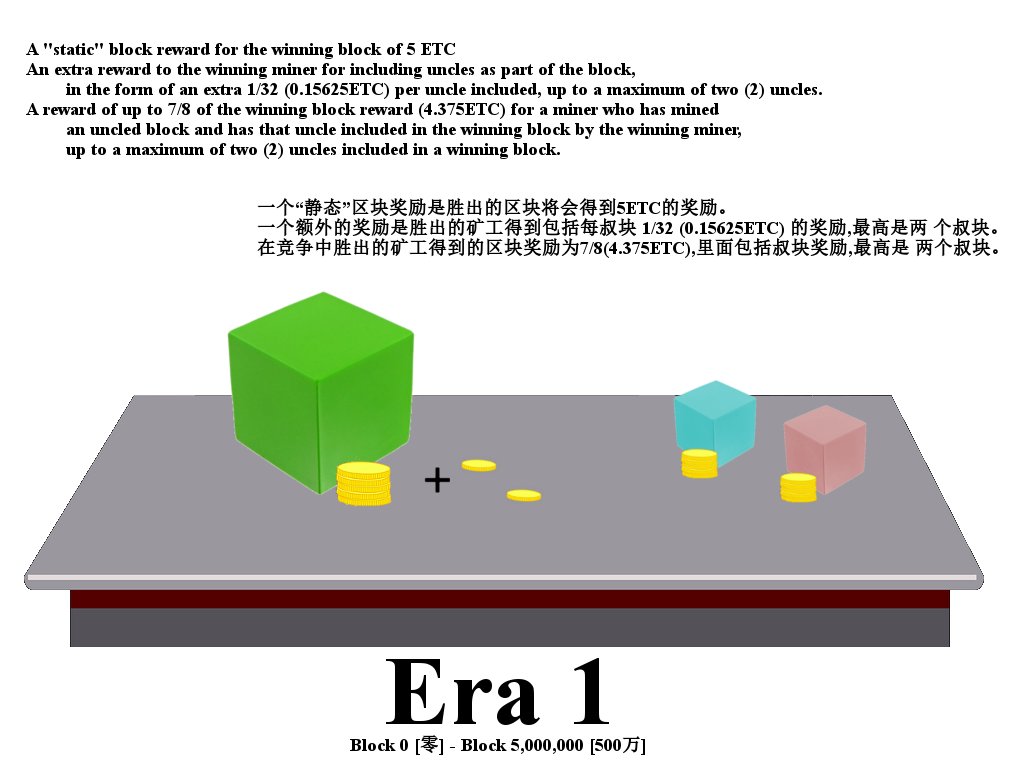 A "static" block reward for the winning block of 5 ETC
An extra reward to the winning miner for including uncles as part of the block,
in the form of an extra 1/32 (0.15625ETC) per uncle included, up to a maximum of two (2) uncles.
A reward of up to 7/8 of the winning block reward (4.375ETC) for a miner who has mined
an uncled block and has that uncle included in the winning block by the winning miner,
up to a maximum of two (2) uncles included in a winning block.
一个“静态”区块奖励是胜出的区块将会得到5ETC的奖励。
一个额外的奖励是胜出的矿工得到包括每叔块 1/32 (0.15625ETC) 的奖励,最高是两 个叔块。
在竞争中胜出的矿工得到的区块奖励为7/8(4.375ETC),里面包括叔块奖励,最高是 两个叔块。
+
Era 1
Block 0 [零] - Block 5,000,000 [500万]